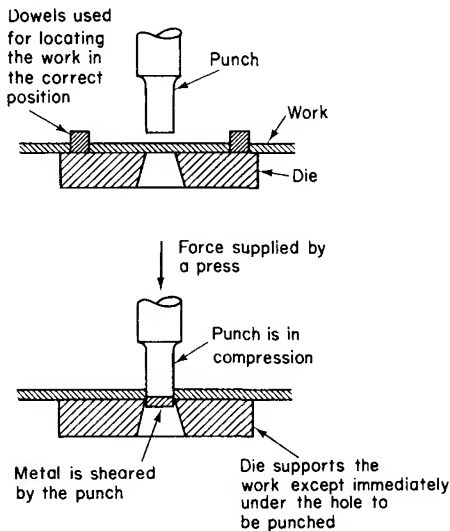 Dowels used
for locating
the work in
the correct
position
Punch
Work
Die
Force supplied by
a press
Punch is in
compression
Metal is sheared
by the punch
Die supports the
work except immediately
under the hole to
be punched